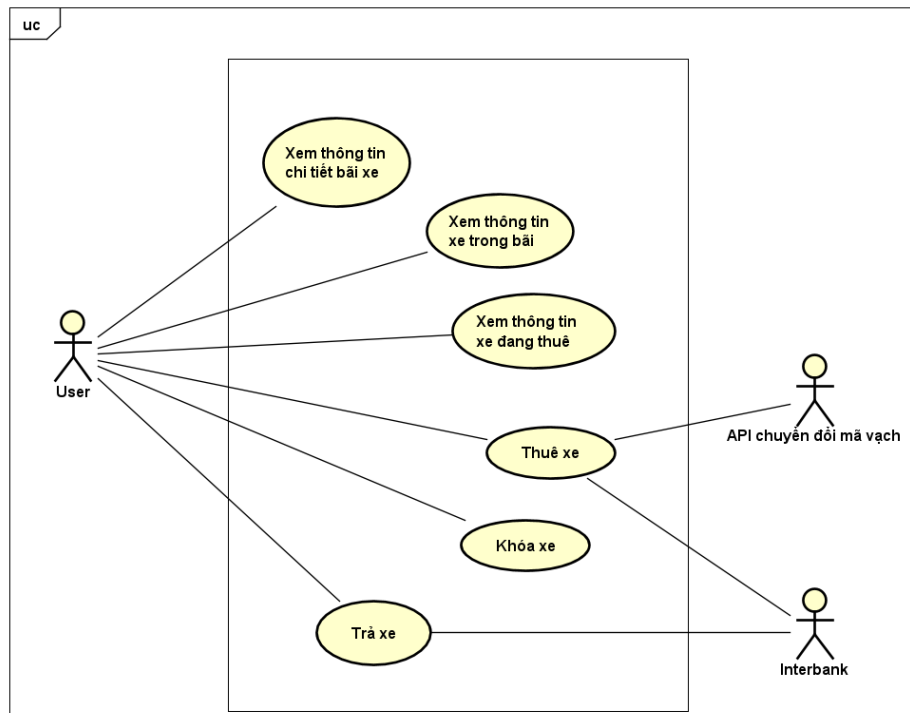 uc
Xem thông tin
chi tiết bãi xe
Xem thông tin
xe trong bãi
Xem thông tin
xe đang thuê
User
API chuyển đổi mã vạch
Thuê xe
Khóa xe
Trả xe
Interbank